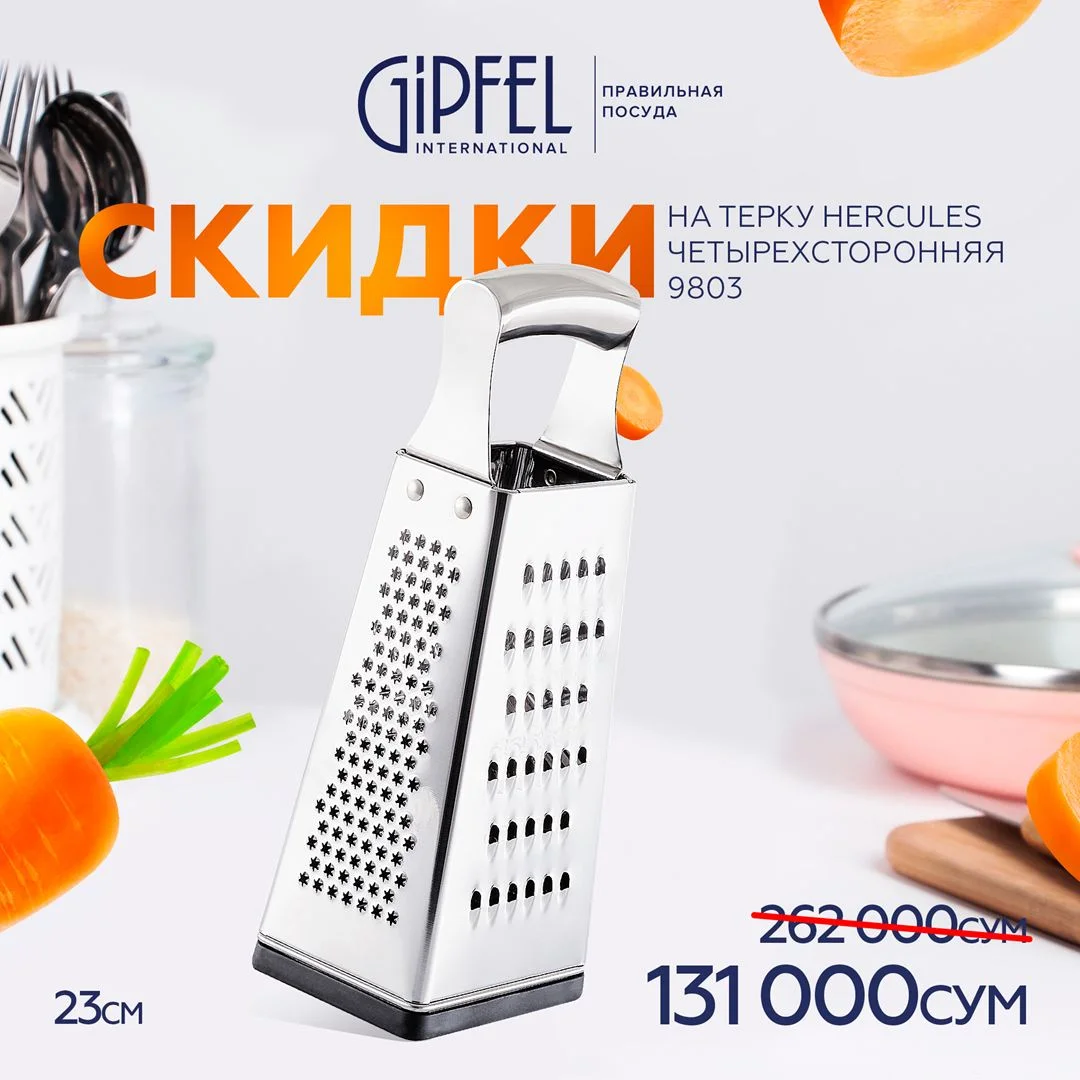 GiPFEL
INTERNATIONAL
ПРАВИЛЬНАЯ
ПОСУДА
СКИДКИ
НА ТЕРКУ HERCULES
ЧЕТЫРЕХСТОРОННЯЯ
9803
262 000СУМ
131 000СУМ
23СМ